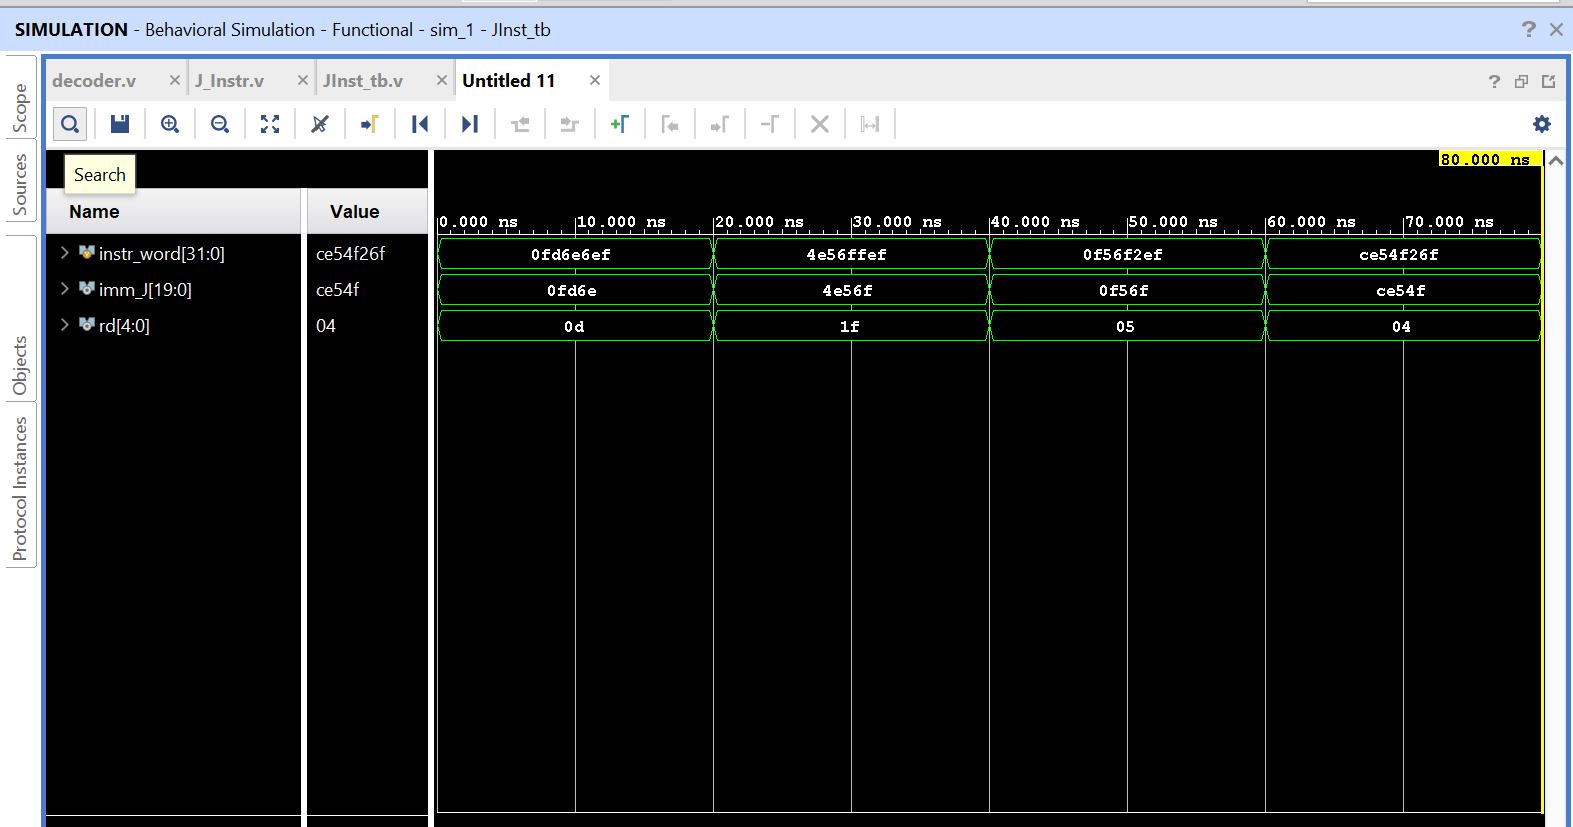 SIMULATION - Behavioral Simulation - Functional - sim_1 - JInst_tb
decoder.v J_Instr.v JInst_tb.v Untitled 11
Scope
Sources
Objects
Protocol Instances
Search
80.000 ns
Name Value
0.000 ns 10.000 ns 20.000 ns 30.000 ns 40.000 ns 50.000 ns 60.000 ns 70.000 ns
instr_word[31:0] ce54f26f 0fd6e6ef 4e56ffef 0f56f2ef ce54f26f
imm_J[19:0] ce54f 0fd6e 4e56f 0f56f ce54f
rd[4:0] 04 0d 1f 05 04